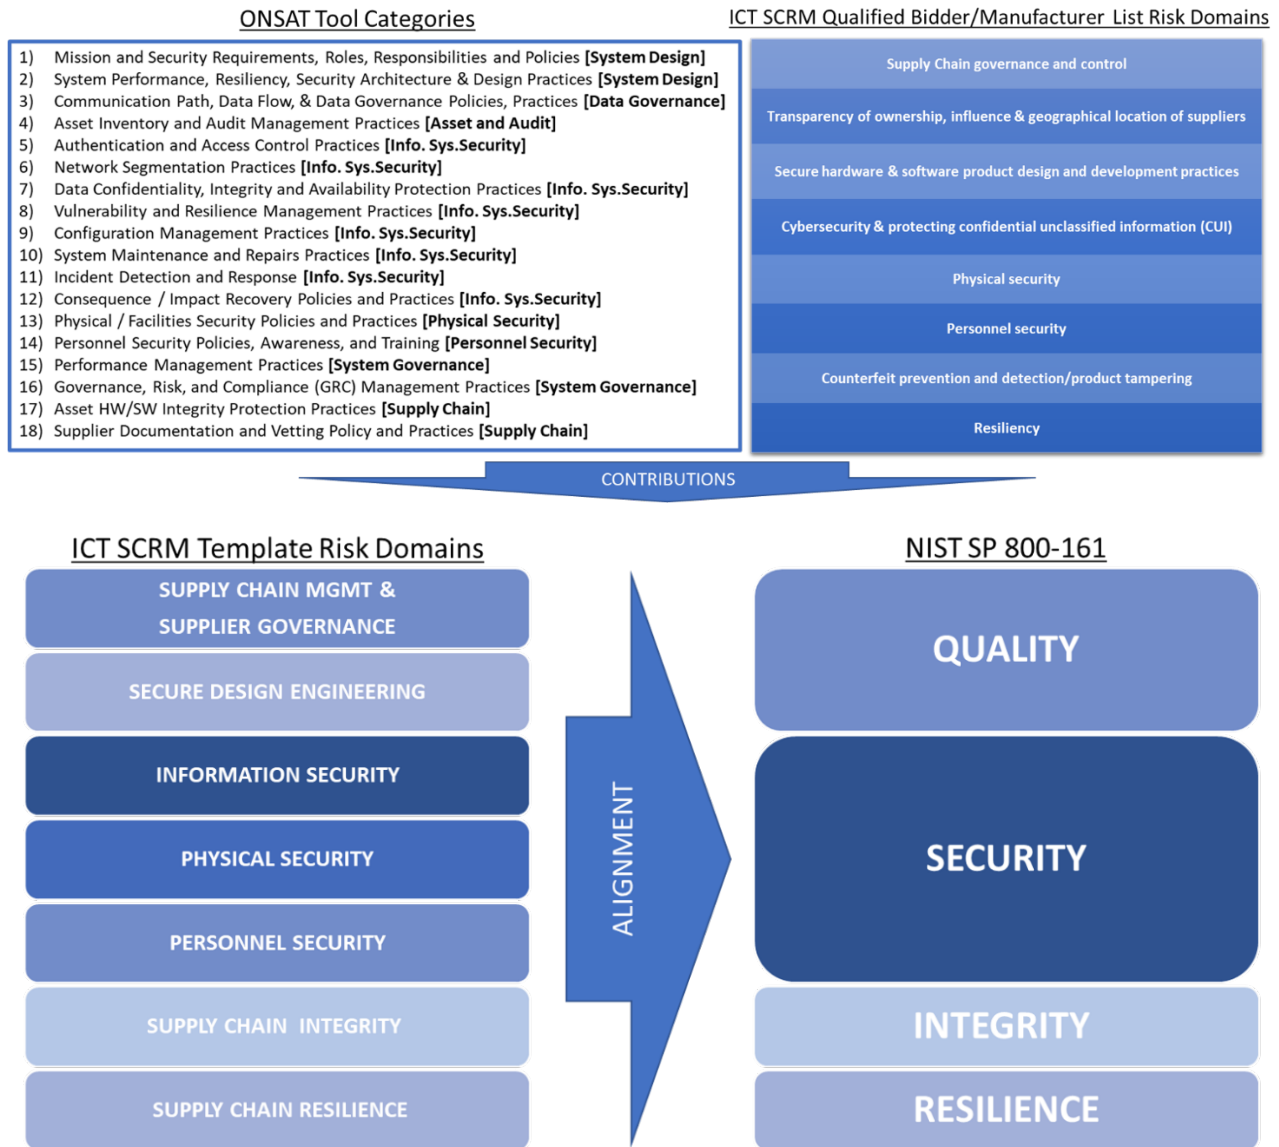 ONSAT Tool Categories
1) Mission and Security Requirements, Roles, Responsibilities and Policies [System Design]
2) System Performance, Resiliency, Security Architecture & Design Practices [System Design]
3) Communication Path, Data Flow, & Data Governance Policies, Practices [Data Governance]
4) Asset Inventory and Audit Management Practices [Asset and Audit]
5) Authentication and Access Control Practices [Info. Sys.Security]
6) Network Segmentation Practices [Info. Sys.Security]
7) Data Confidentiality, Integrity and Availability Protection Practices [Info. Sys.Security]
8) Vulnerability and Resilience Management Practices [Info. Sys.Security]
9) Configuration Management Practices [Info. Sys.Security]
10) System Maintenance and Repairs Practices [Info. Sys.Security]
11) Incident Detection and Response [Info. Sys.Security]
12) Consequence / Impact Recovery Policies and Practices [Info. Sys.Security]
13) Physical / Facilities Security Policies and Practices [Physical Security]
14) Personnel Security Policies, Awareness, and Training [Personnel Security]
15) Performance Management Practices [System Governance]
16) Governance, Risk, and Compliance (GRC) Management Practices [System Governance]
17) Asset HW/SW Integrity Protection Practices [Supply Chain]
18) Supplier Documentation and Vetting Policy and Practices [Supply Chain]
ICT SCRM Qualified Bidder/Manufacturer List Risk Domains
Supply Chain governance and control
Transparency of ownership, influence & geographical location of suppliers
Secure hardware & software product design and development practices
Cybersecurity & protecting confidential unclassified information (CUI)
Physical security
Personnel security
Counterfeit prevention and detection/product tampering
Resiliency
CONTRIBUTIONS
ICT SCRM Template Risk Domains
SUPPLY CHAIN MGMT &
SUPPLIER GOVERNANCE
SECURE DESIGN ENGINEERING
INFORMATION SECURITY
PHYSICAL SECURITY
PERSONNEL SECURITY
SUPPLY CHAIN INTEGRITY
SUPPLY CHAIN RESILIENCE
ALIGNMENT
NIST SP 800-161
QUALITY
SECURITY
INTEGRITY
RESILIENCE